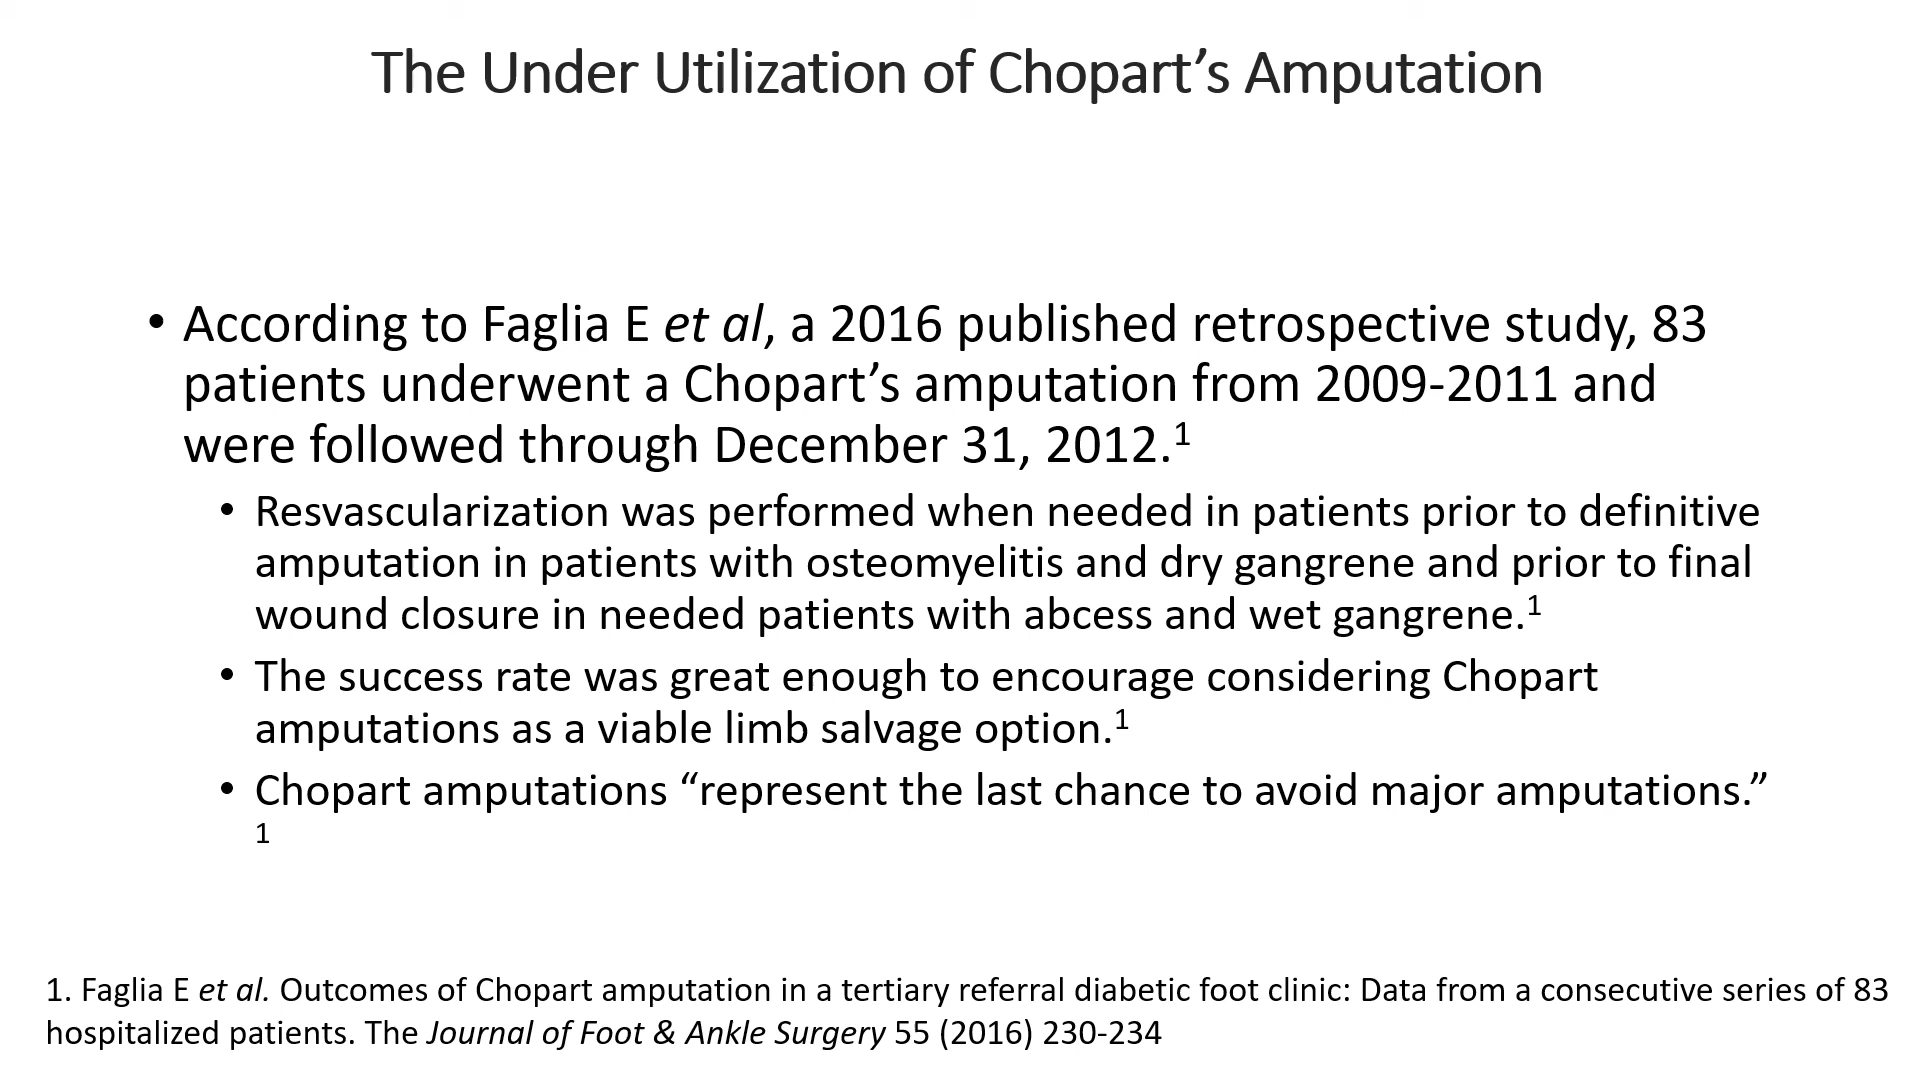 The Under Utilization of Chopart’s Amputation
• According to Faglia E et al, a 2016 published retrospective study, 83
patients underwent a Chopart’s amputation from 2009-2011 and
were followed through December 31, 2012.¹
• Resvascularization was performed when needed in patients prior to definitive
amputation in patients with osteomyelitis and dry gangrene and prior to final
wound closure in needed patients with abcess and wet gangrene.¹
• The success rate was great enough to encourage considering Chopart
amputations as a viable limb salvage option.¹
• Chopart amputations “represent the last chance to avoid major amputations.”
¹
1. Faglia E et al. Outcomes of Chopart amputation in a tertiary referral diabetic foot clinic: Data from a consecutive series of 83
hospitalized patients. The Journal of Foot & Ankle Surgery 55 (2016) 230-234